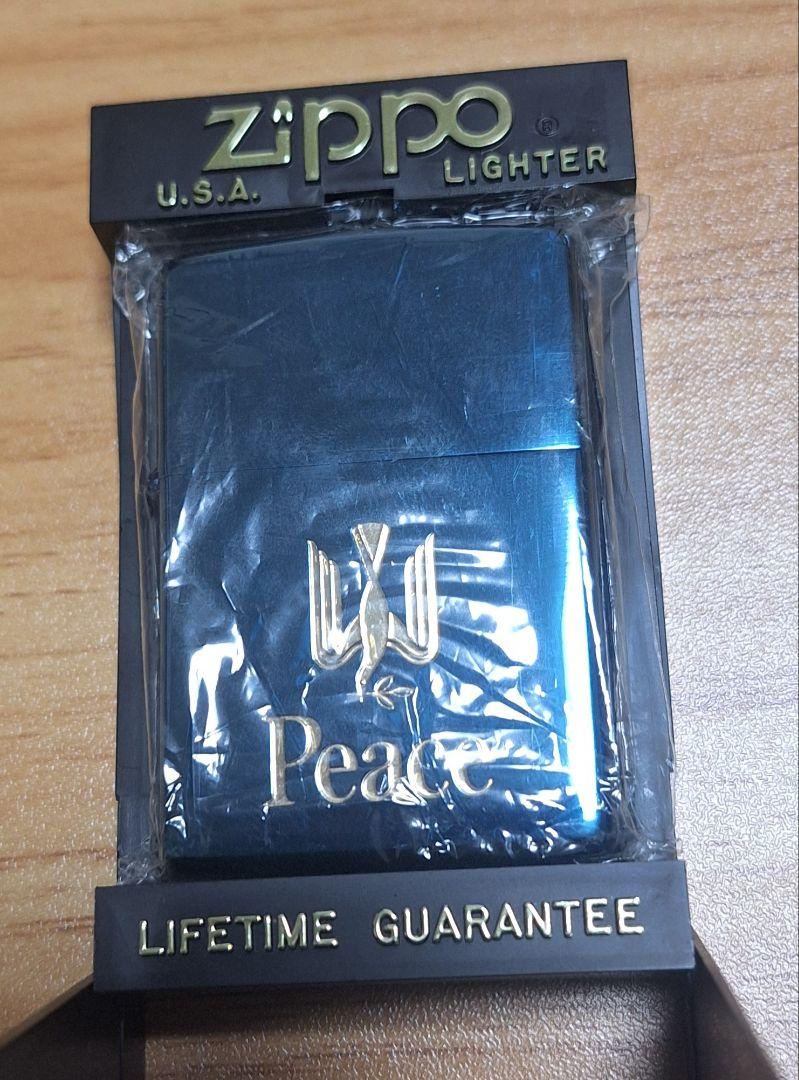 Zippo ®
U.S.A. LIGHTER
Peace
LIFETIME GUARANTEE